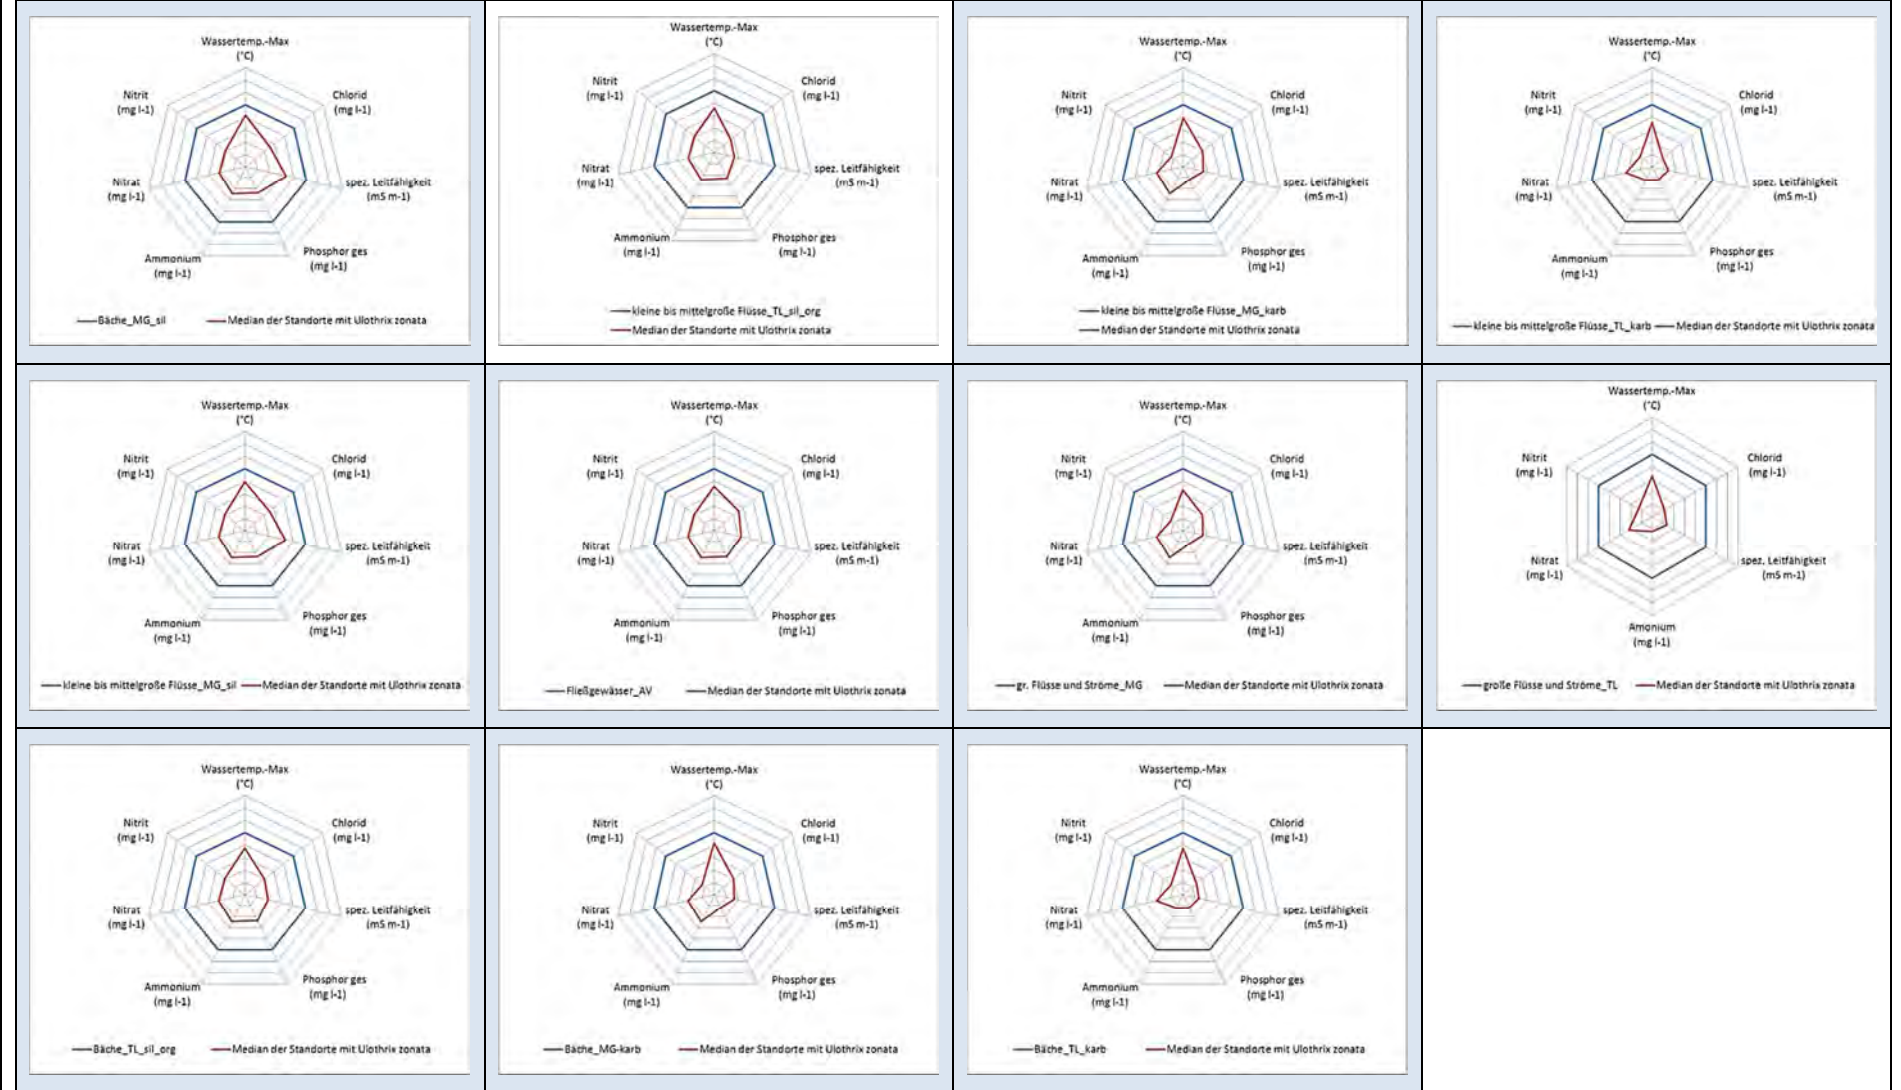 Wassertemp.-Max
(°C)
Nitrit
(mg l-1)
Chlorid
(mg l-1)
Nitrat
(mg l-1)
spez. Leitfähigkeit
(mS m-1)
Ammonium
(mg l-1)
Phosphor ges
(mg l-1)
Bäche_MG_sil
Median der Standorte mit Ulothrix zonata
Wassertemp.-Max
(°C)
Nitrit
(mg l-1)
Chlorid
(mg l-1)
Nitrat
(mg l-1)
spez. Leitfähigkeit
(mS m-1)
Ammonium
(mg l-1)
Phosphor ges
(mg l-1)
kleine bis mittelgroße Flüsse_TL_sil_org
Median der Standorte mit Ulothrix zonata
Wassertemp.-Max
(°C)
Nitrit
(mg l-1)
Chlorid
(mg l-1)
Nitrat
(mg l-1)
spez. Leitfähigkeit
(mS m-1)
Ammonium
(mg l-1)
Phosphor ges
(mg l-1)
kleine bis mittelgroße Flüsse_MG_karb
Median der Standorte mit Ulothrix zonata
Wassertemp.-Max
(°C)
Nitrit
(mg l-1)
Chlorid
(mg l-1)
Nitrat
(mg l-1)
spez. Leitfähigkeit
(mS m-1)
Ammonium
(mg l-1)
Phosphor ges
(mg l-1)
kleine bis mittelgroße Flüsse_TL_karb
Median der Standorte mit Ulothrix zonata
Wassertemp.-Max
(°C)
Nitrit
(mg l-1)
Chlorid
(mg l-1)
Nitrat
(mg l-1)
spez. Leitfähigkeit
(mS m-1)
Ammonium
(mg l-1)
Phosphor ges
(mg l-1)
kleine bis mittelgroße Flüsse_MG_sil
Median der Standorte mit Ulothrix zonata
Wassertemp.-Max
(°C)
Nitrit
(mg l-1)
Chlorid
(mg l-1)
Nitrat
(mg l-1)
spez. Leitfähigkeit
(mS m-1)
Ammonium
(mg l-1)
Phosphor ges
(mg l-1)
Fließgewässer_AV
Median der Standorte mit Ulothrix zonata
Wassertemp.-Max
(°C)
Nitrit
(mg l-1)
Chlorid
(mg l-1)
Nitrat
(mg l-1)
spez. Leitfähigkeit
(mS m-1)
Ammonium
(mg l-1)
Phosphor ges
(mg l-1)
gr. Flüsse und Ströme_MG
Median der Standorte mit Ulothrix zonata
Wassertemp.-Max
(°C)
Nitrit
(mg l-1)
Chlorid
(mg l-1)
Nitrat
(mg l-1)
spez. Leitfähigkeit
(mS m-1)
Amonium
(mg l-1)
große Flüsse und Ströme_TL
Median der Standorte mit Ulothrix zonata
Wassertemp.-Max
(°C)
Nitrit
(mg l-1)
Chlorid
(mg l-1)
Nitrat
(mg l-1)
spez. Leitfähigkeit
(mS m-1)
Ammonium
(mg l-1)
Phosphor ges
(mg l-1)
Bäche_TL_sil_org
Median der Standorte mit Ulothrix zonata
Wassertemp.-Max
(°C)
Nitrit
(mg l-1)
Chlorid
(mg l-1)
Nitrat
(mg l-1)
spez. Leitfähigkeit
(mS m-1)
Ammonium
(mg l-1)
Phosphor ges
(mg l-1)
Bäche_MG-karb
Median der Standorte mit Ulothrix zonata
Wassertemp.-Max
(°C)
Nitrit
(mg l-1)
Chlorid
(mg l-1)
Nitrat
(mg l-1)
spez. Leitfähigkeit
(mS m-1)
Ammonium
(mg l-1)
Phosphor ges
(mg l-1)
Bäche_TL_karb
Median der Standorte mit Ulothrix zonata